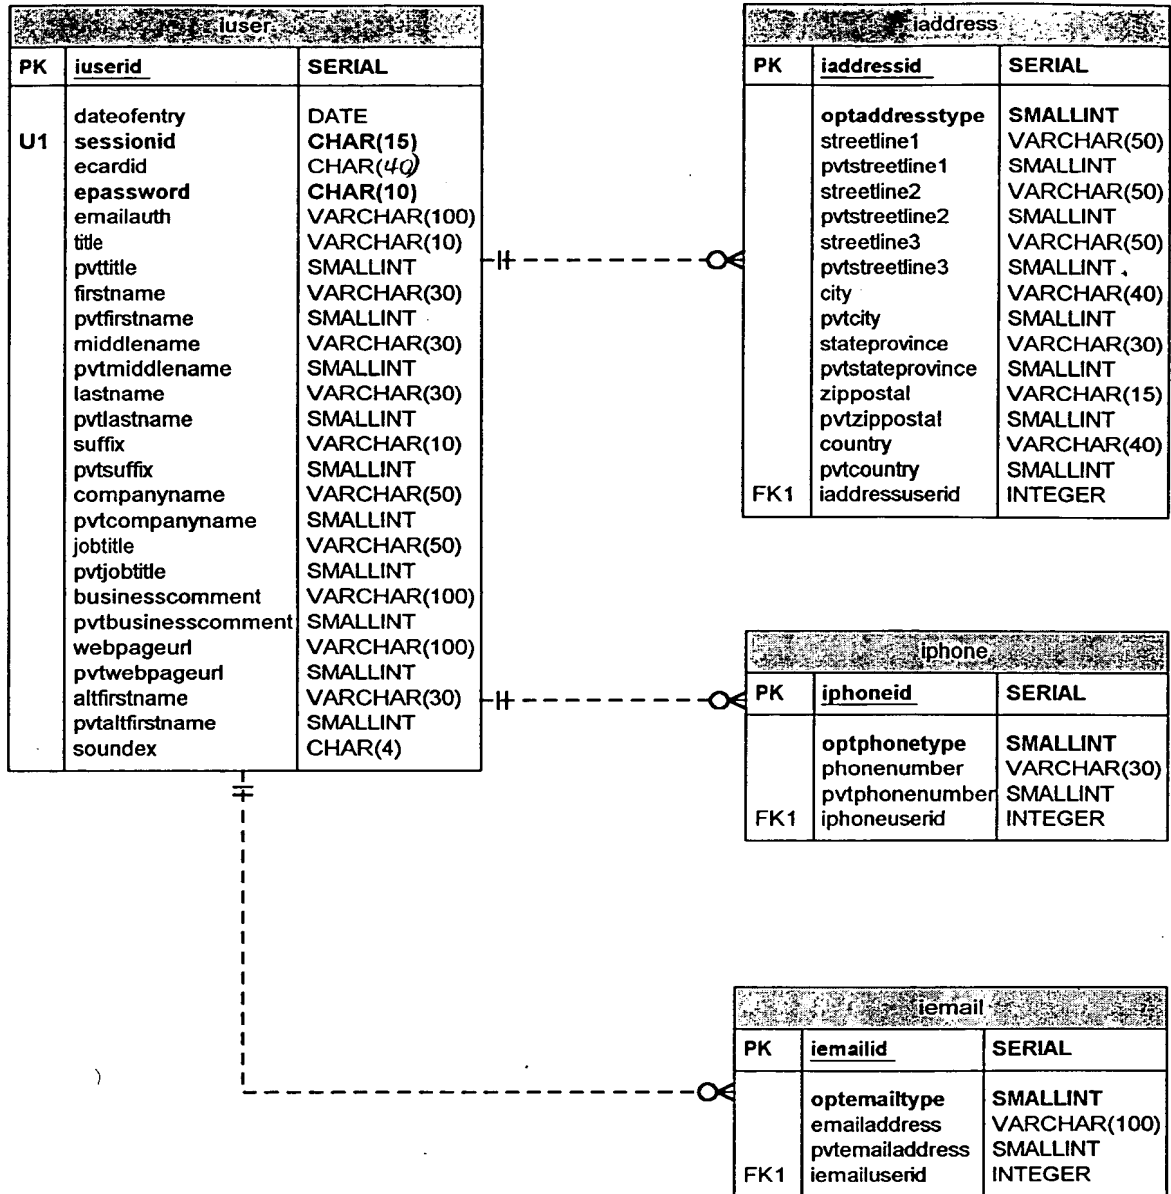 iuser
PK iuserid SERIAL
dateofentry DATE
U1 sessionid CHAR(15)
ecardid CHAR(40)
epassword CHAR(10)
emailauth VARCHAR(100)
title VARCHAR(10)
pvttitle SMALLINT
firstname VARCHAR(30)
pvtfirstname SMALLINT
middlename VARCHAR(30)
pvtmiddlename SMALLINT
lastname VARCHAR(30)
pvtlastname SMALLINT
suffix VARCHAR(10)
pvtsuffix SMALLINT
companyname VARCHAR(50)
pvtcompanyname SMALLINT
jobtitle VARCHAR(50)
pvtjobtitle SMALLINT
businesscomment VARCHAR(100)
pvtbusinesscomment SMALLINT
webpageurl VARCHAR(100)
pvtwebpageurl SMALLINT
altfirstname VARCHAR(30)
pvtaltfirstname SMALLINT
soundex CHAR(4)
iaddress
PK iaddressid SERIAL
optaddresstype SMALLINT
streetline1 VARCHAR(50)
pvtstreetline1 SMALLINT
streetline2 VARCHAR(50)
pvtstreetline2 SMALLINT
streetline3 VARCHAR(50)
pvtstreetline3 SMALLINT
city VARCHAR(40)
pvtcity SMALLINT
stateprovince VARCHAR(30)
pvtstateprovince SMALLINT
zippostal VARCHAR(15)
pvtzippostal SMALLINT
country VARCHAR(40)
pvtcountry SMALLINT
FK1 iaddressuserid INTEGER
iphone
PK iphoneid SERIAL
optphonetype SMALLINT
phonenumber VARCHAR(30)
pvtphonenumber SMALLINT
FK1 iphoneuserid INTEGER
iemail
PK iemailid SERIAL
optemailtype SMALLINT
emailaddress VARCHAR(100)
pvtemailaddress SMALLINT
FK1 iemailuserid INTEGER